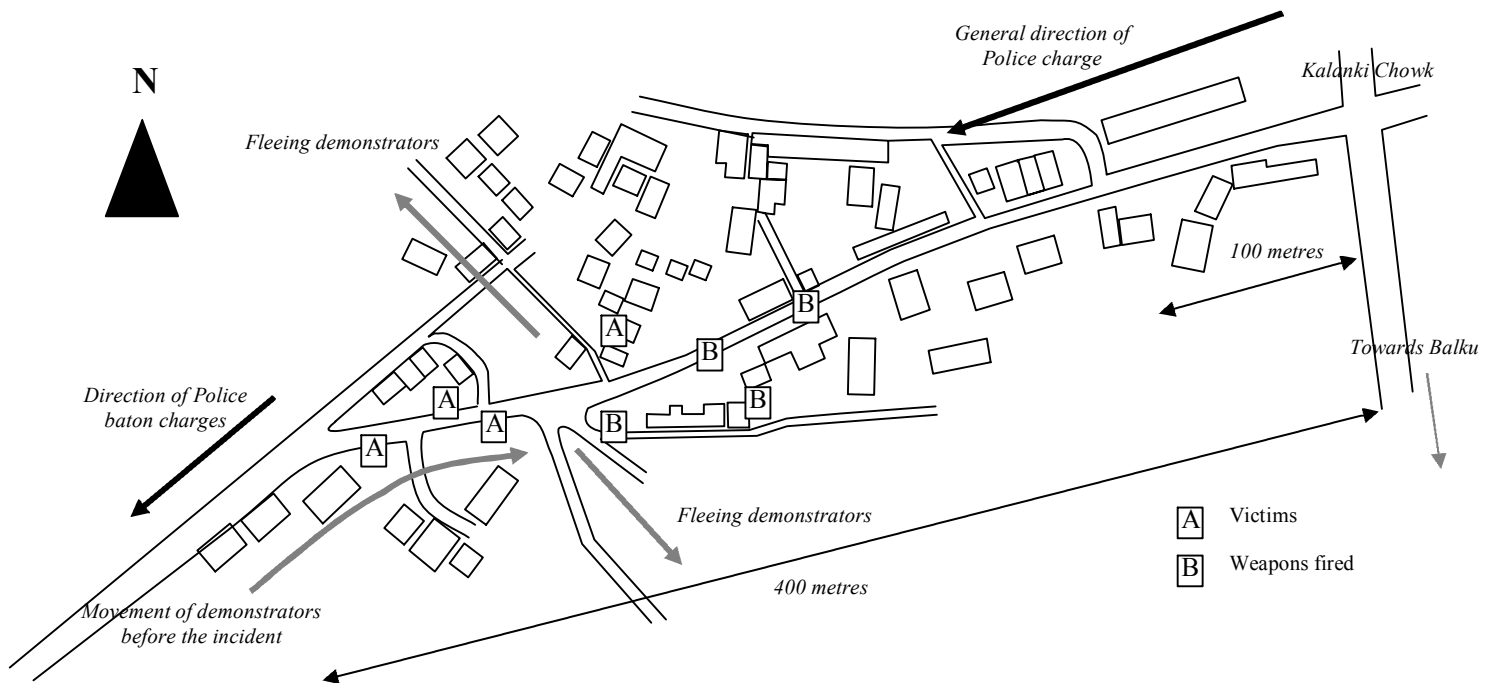 General direction of
Police charge
Kalanki Chowk
N
Fleeing demonstrators
100 metres
B
A
B
Towards Balku
Direction of Police
baton charges
A
B
A
B
A
Fleeing demonstrators
A Victims
B Weapons fired
400 metres
Movement of demonstrators
before the incident